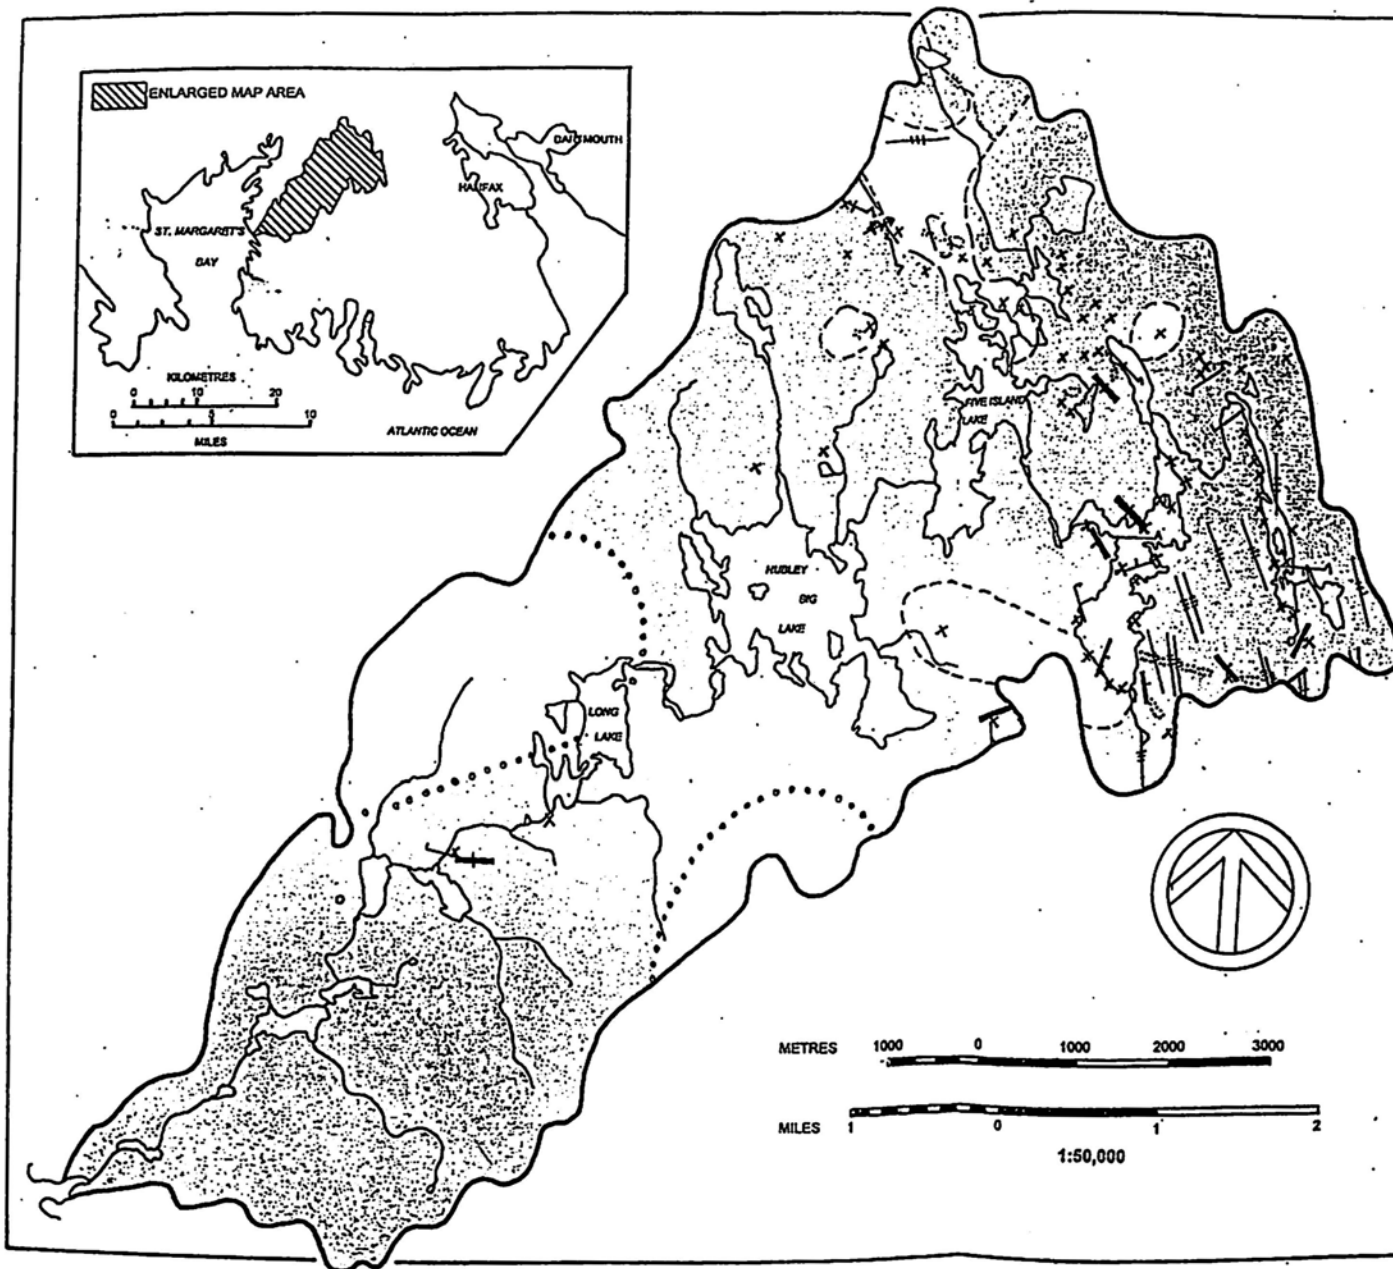 ENLARGED MAP AREA
DARTMOUTH
HALIFAX
ST. MARGARET'S
BAY
KILOMETRES
0 10 20
0 5 10
MILES
ATLANTIC OCEAN
FIVE ISLAND
LAKE
HUBLEY
BIG
LAKE
LONG
LAKE
METRES 1000 0 1000 2000 3000
MILES 1 0 1 2
1:50,000